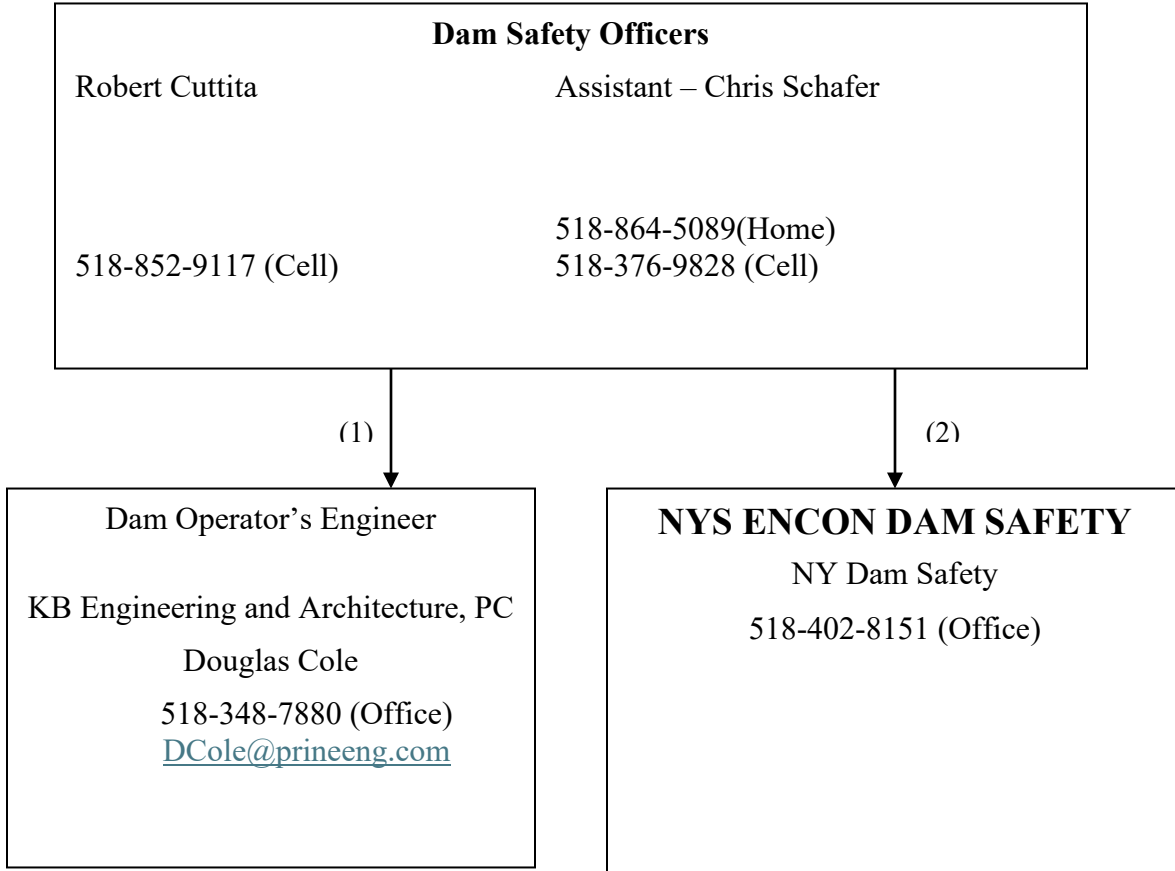 Dam Safety Officers
Robert Cuttita
Assistant – Chris Schafer
518-864-5089(Home)
518-852-9117 (Cell)
518-376-9828 (Cell)
(1)
(2)
Dam Operator’s Engineer
KB Engineering and Architecture, PC
Douglas Cole
518-348-7880 (Office)
DCole@prineeng.com
NYS ENCON DAM SAFETY
NY Dam Safety
518-402-8151 (Office)